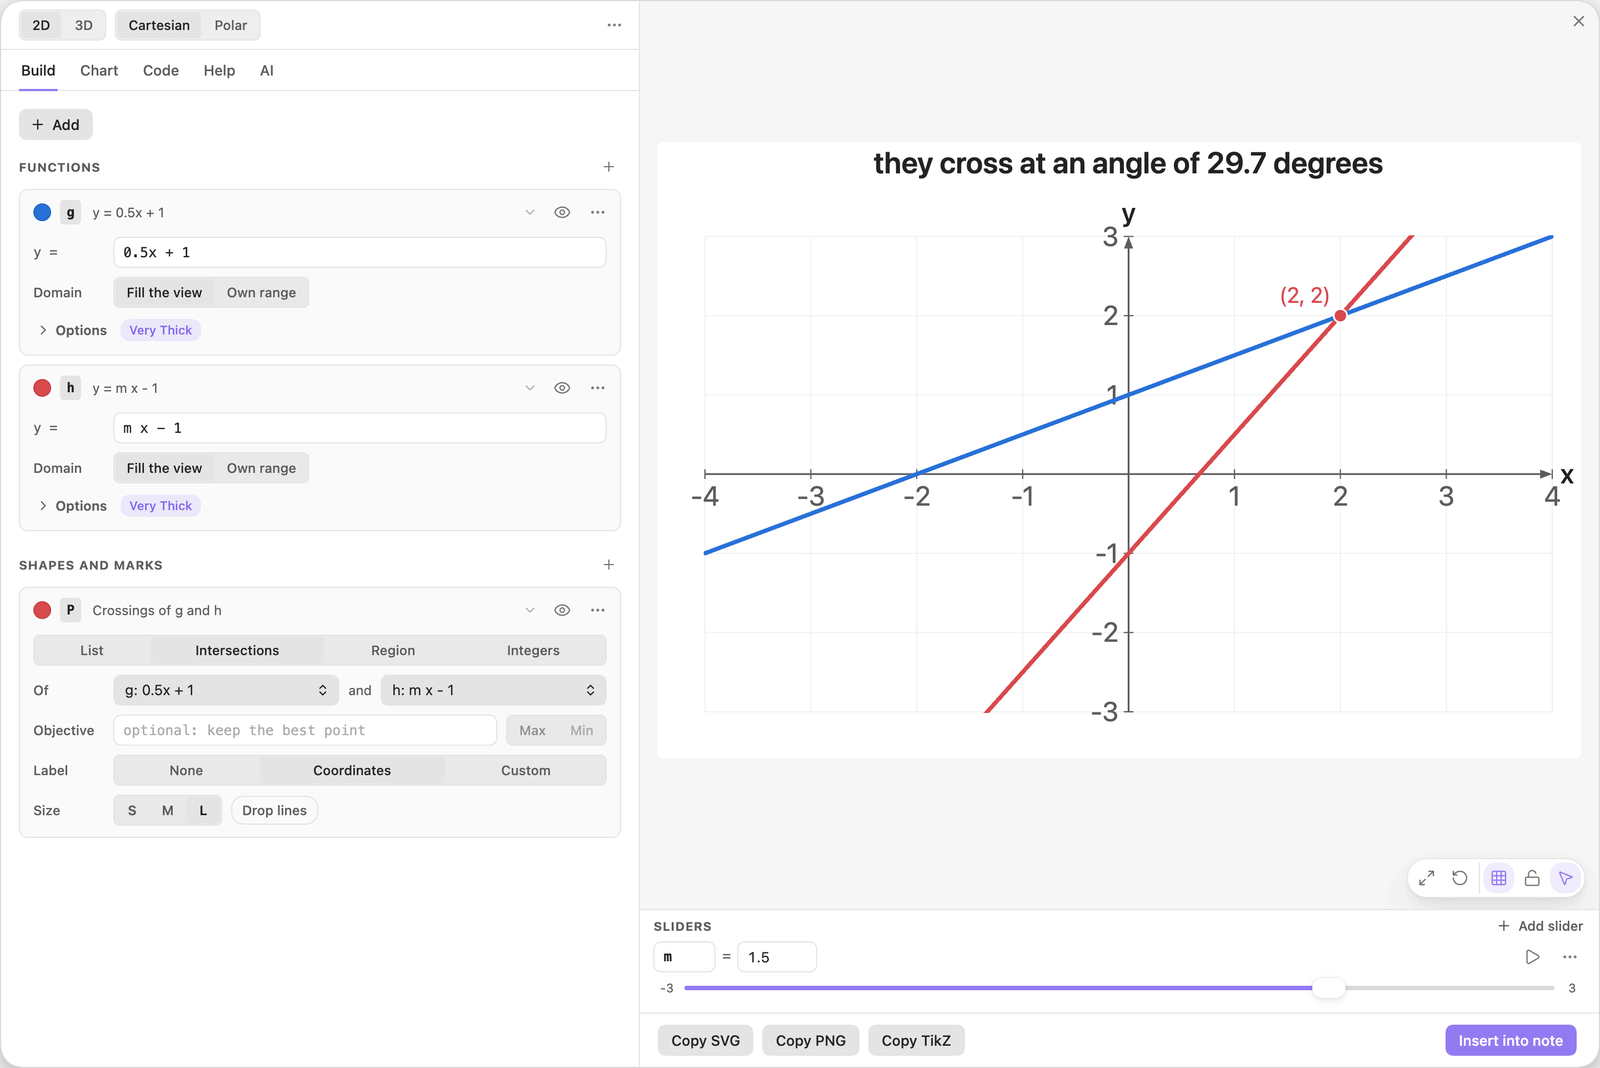 2D 3D Cartesian Polar
Build Chart Code Help AI
+ Add
FUNCTIONS
g y = 0.5x + 1
y = 0.5x + 1
Domain Fill the view Own range
Options Very Thick
h y = m x - 1
y = m x − 1
Domain Fill the view Own range
Options Very Thick
SHAPES AND MARKS
P Crossings of g and h
List Intersections Region Integers
Of g: 0.5x + 1 and h: m x - 1
Objective optional: keep the best point Max Min
Label None Coordinates Custom
Size S M L Drop lines
they cross at an angle of 29.7 degrees
y
3
(2, 2)
2
1
x
-4 -3 -2 -1 1 2 3 4
-1
-2
-3
SLIDERS + Add slider
m = 1.5
-3 3
Copy SVG Copy PNG Copy TikZ Insert into note